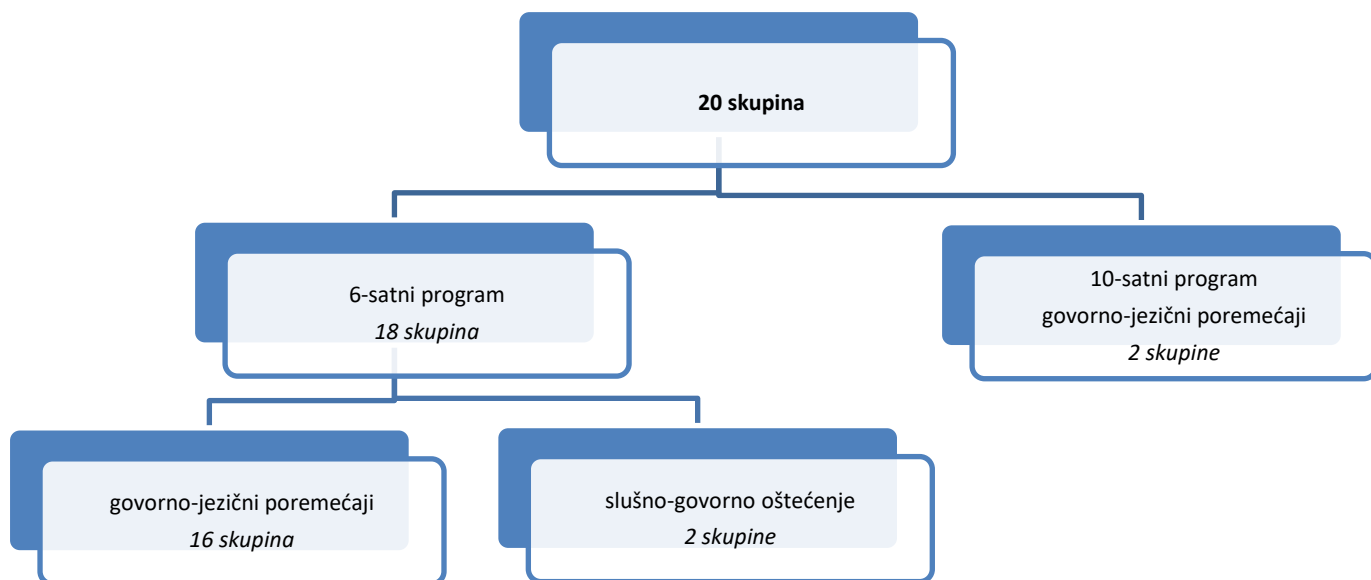 20 skupina
6-satni program
18 skupina
10-satni program
govorno-jezični poremećaji
2 skupine
govorno-jezični poremećaji
16 skupina
slušno-govorno oštećenje
2 skupine